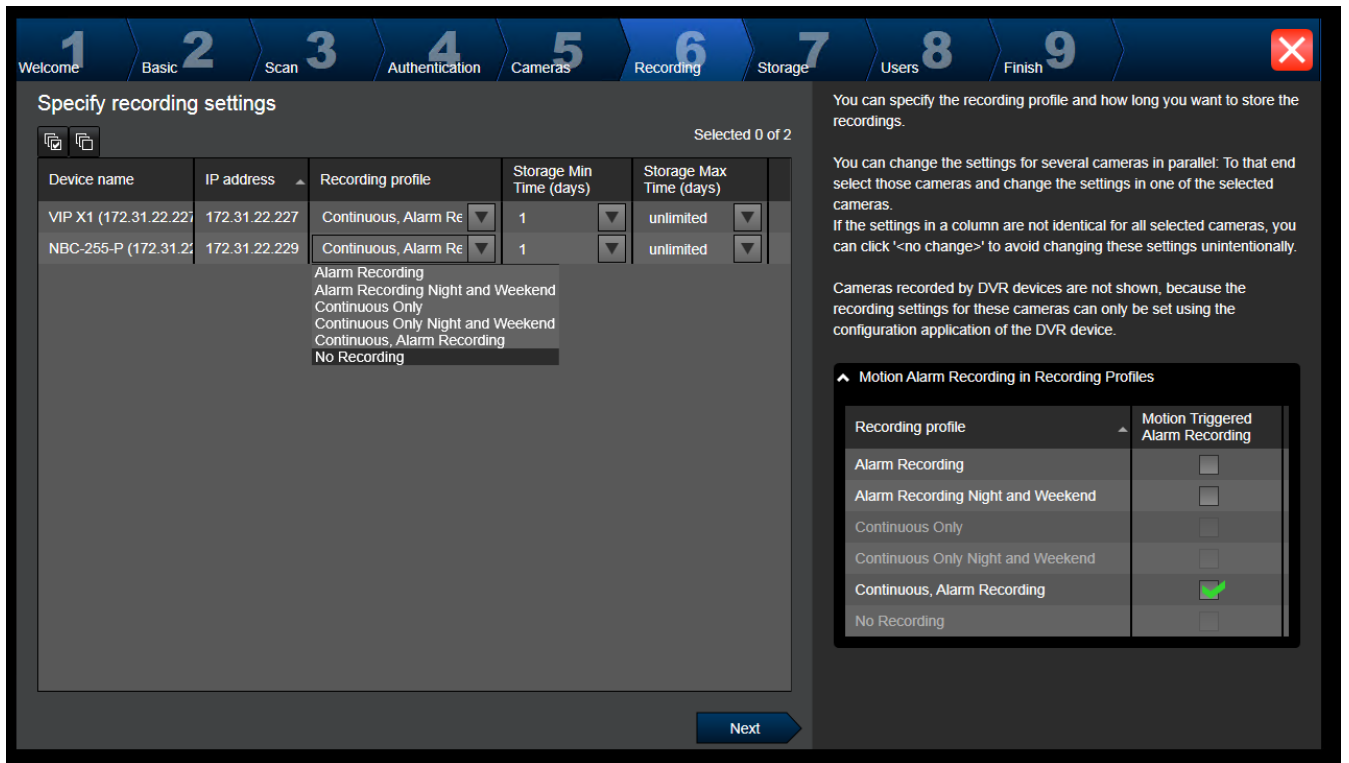 1 Welcome
2 Basic
3 Scan
4 Authentication
5 Cameras
6 Recording
7 Storage
8 Users
9 Finish
Specify recording settings
Selected 0 of 2
Device name IP address Recording profile Storage Min Time (days) Storage Max Time (days)
VIP X1 (172.31.22.227 172.31.22.227 Continuous, Alarm Re 1 unlimited
NBC-255-P (172.31.22 172.31.22.229 Continuous, Alarm Re 1 unlimited
Alarm Recording
Alarm Recording Night and Weekend
Continuous Only
Continuous Only Night and Weekend
Continuous, Alarm Recording
No Recording
Next
You can specify the recording profile and how long you want to store the
recordings.
You can change the settings for several cameras in parallel: To that end
select those cameras and change the settings in one of the selected
cameras.
If the settings in a column are not identical for all selected cameras, you
can click '<no change>' to avoid changing these settings unintentionally.
Cameras recorded by DVR devices are not shown, because the
recording settings for these cameras can only be set using the
configuration application of the DVR device.
Motion Alarm Recording in Recording Profiles
Recording profile Motion Triggered Alarm Recording
Alarm Recording
Alarm Recording Night and Weekend
Continuous Only
Continuous Only Night and Weekend
Continuous, Alarm Recording
No Recording